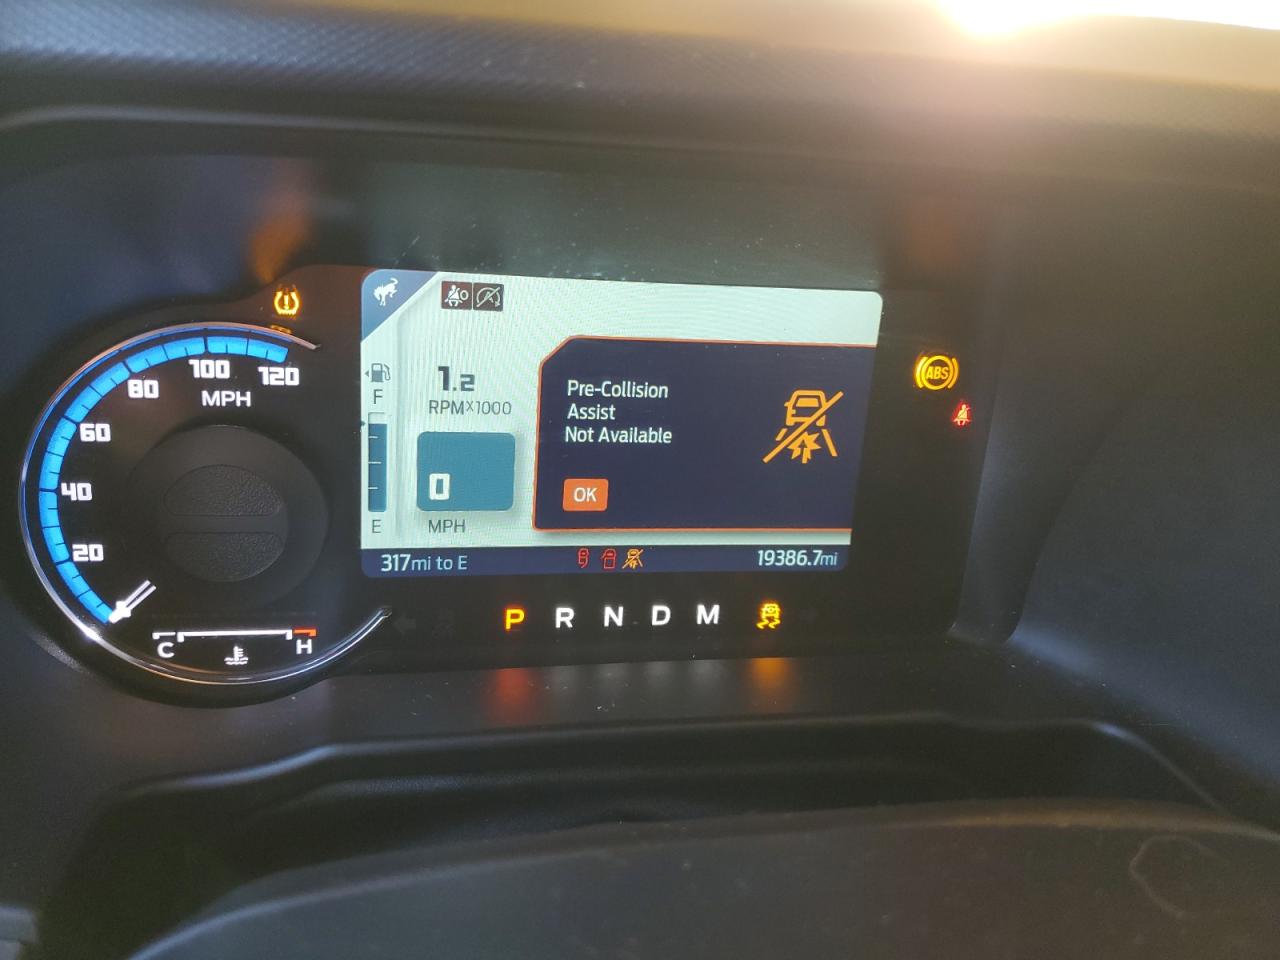 120
100
80
MPH
60
40
20
C
H
F
E
1.2
RPMx1000
0
MPH
Pre-Collision
Assist
Not Available
OK
317mi to E
19386.7mi
P R N D M
ABS